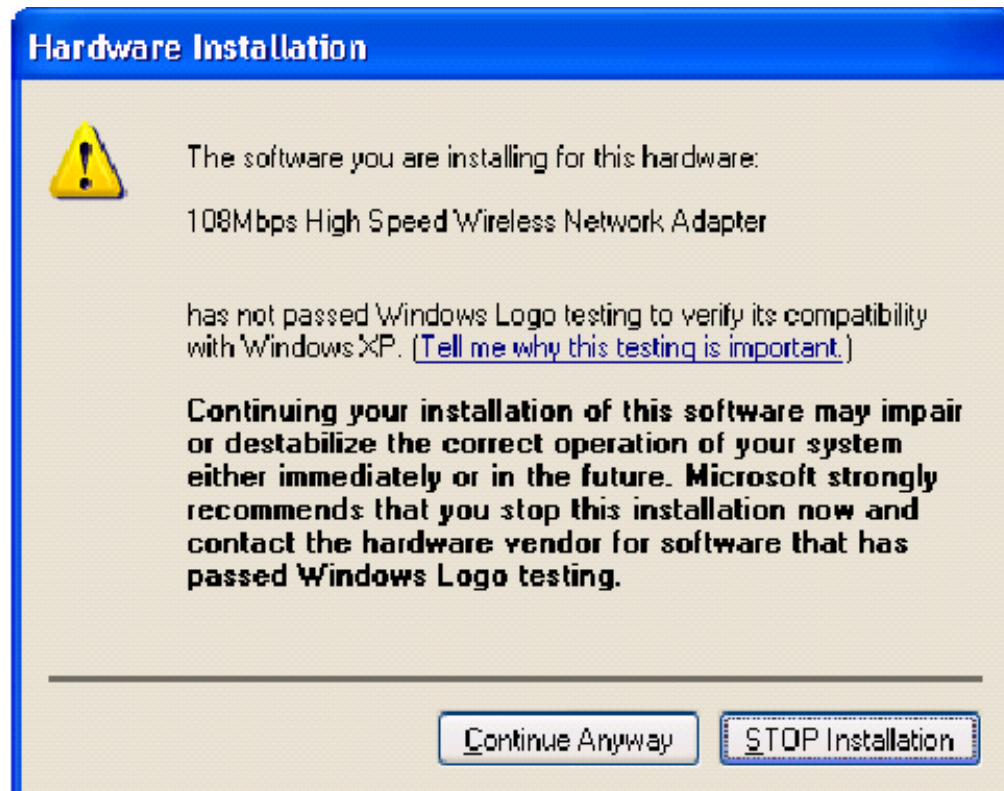 Hardware Installation
The software you are installing for this hardware:
108Mbps High Speed Wireless Network Adapter
has not passed Windows Logo testing to verify its compatibility
with Windows XP. (Tell me why this testing is important.)
Continuing your installation of this software may impair
or destabilize the correct operation of your system
either immediately or in the future. Microsoft strongly
recommends that you stop this installation now and
contact the hardware vendor for software that has
passed Windows Logo testing.
Continue Anyway
STOP Installation